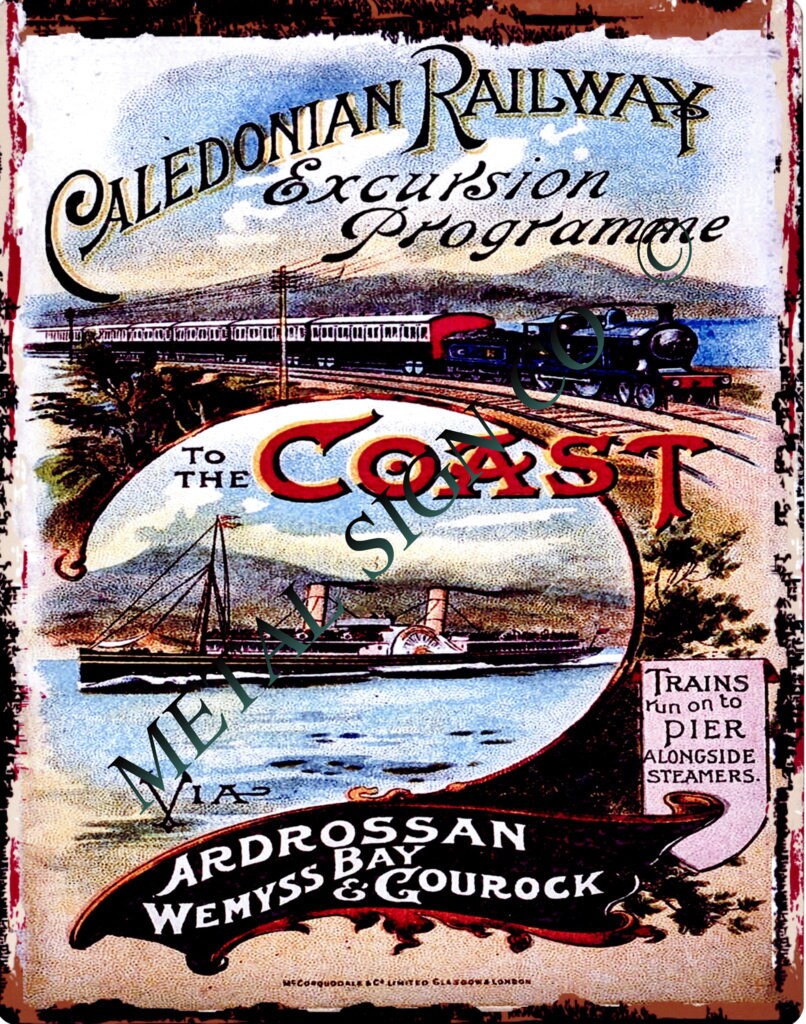 CALEDONIAN RAILWAY
Excursion
Programme
©
TO
THE COAST
METAL SIGN CO
TRAINS
run on to
PIER
ALONGSIDE
STEAMERS.
VIA
ARDROSSAN
WEMYSS BAY
& GOUROCK
McCORQUODALE & Co. LIMITED GLASGOW & LONDON